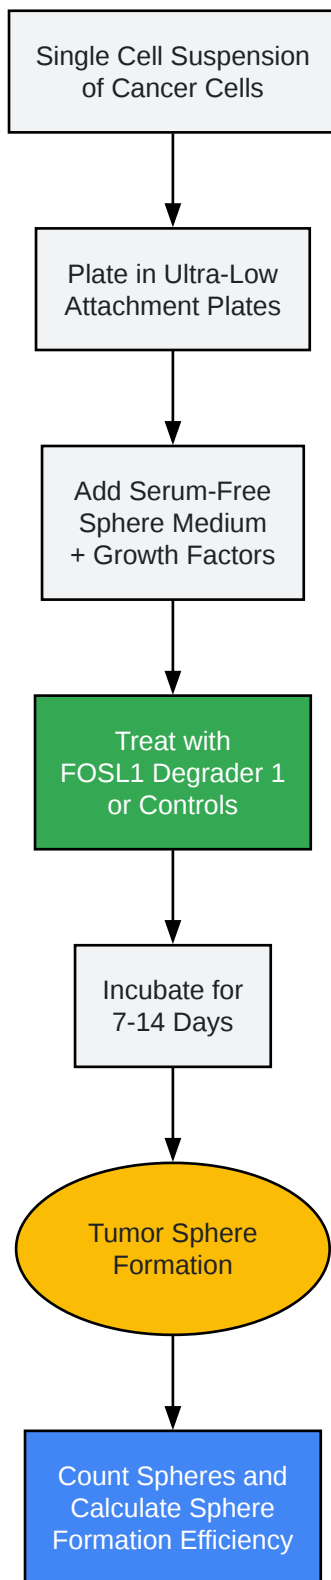 Single Cell Suspension
of Cancer Cells
Plate in Ultra-Low
Attachment Plates
Add Serum-Free
Sphere Medium
+ Growth Factors
Treat with
FOSL1 Degrader 1
or Controls
Incubate for
7-14 Days
Tumor Sphere
Formation
Count Spheres and
Calculate Sphere
Formation Efficiency